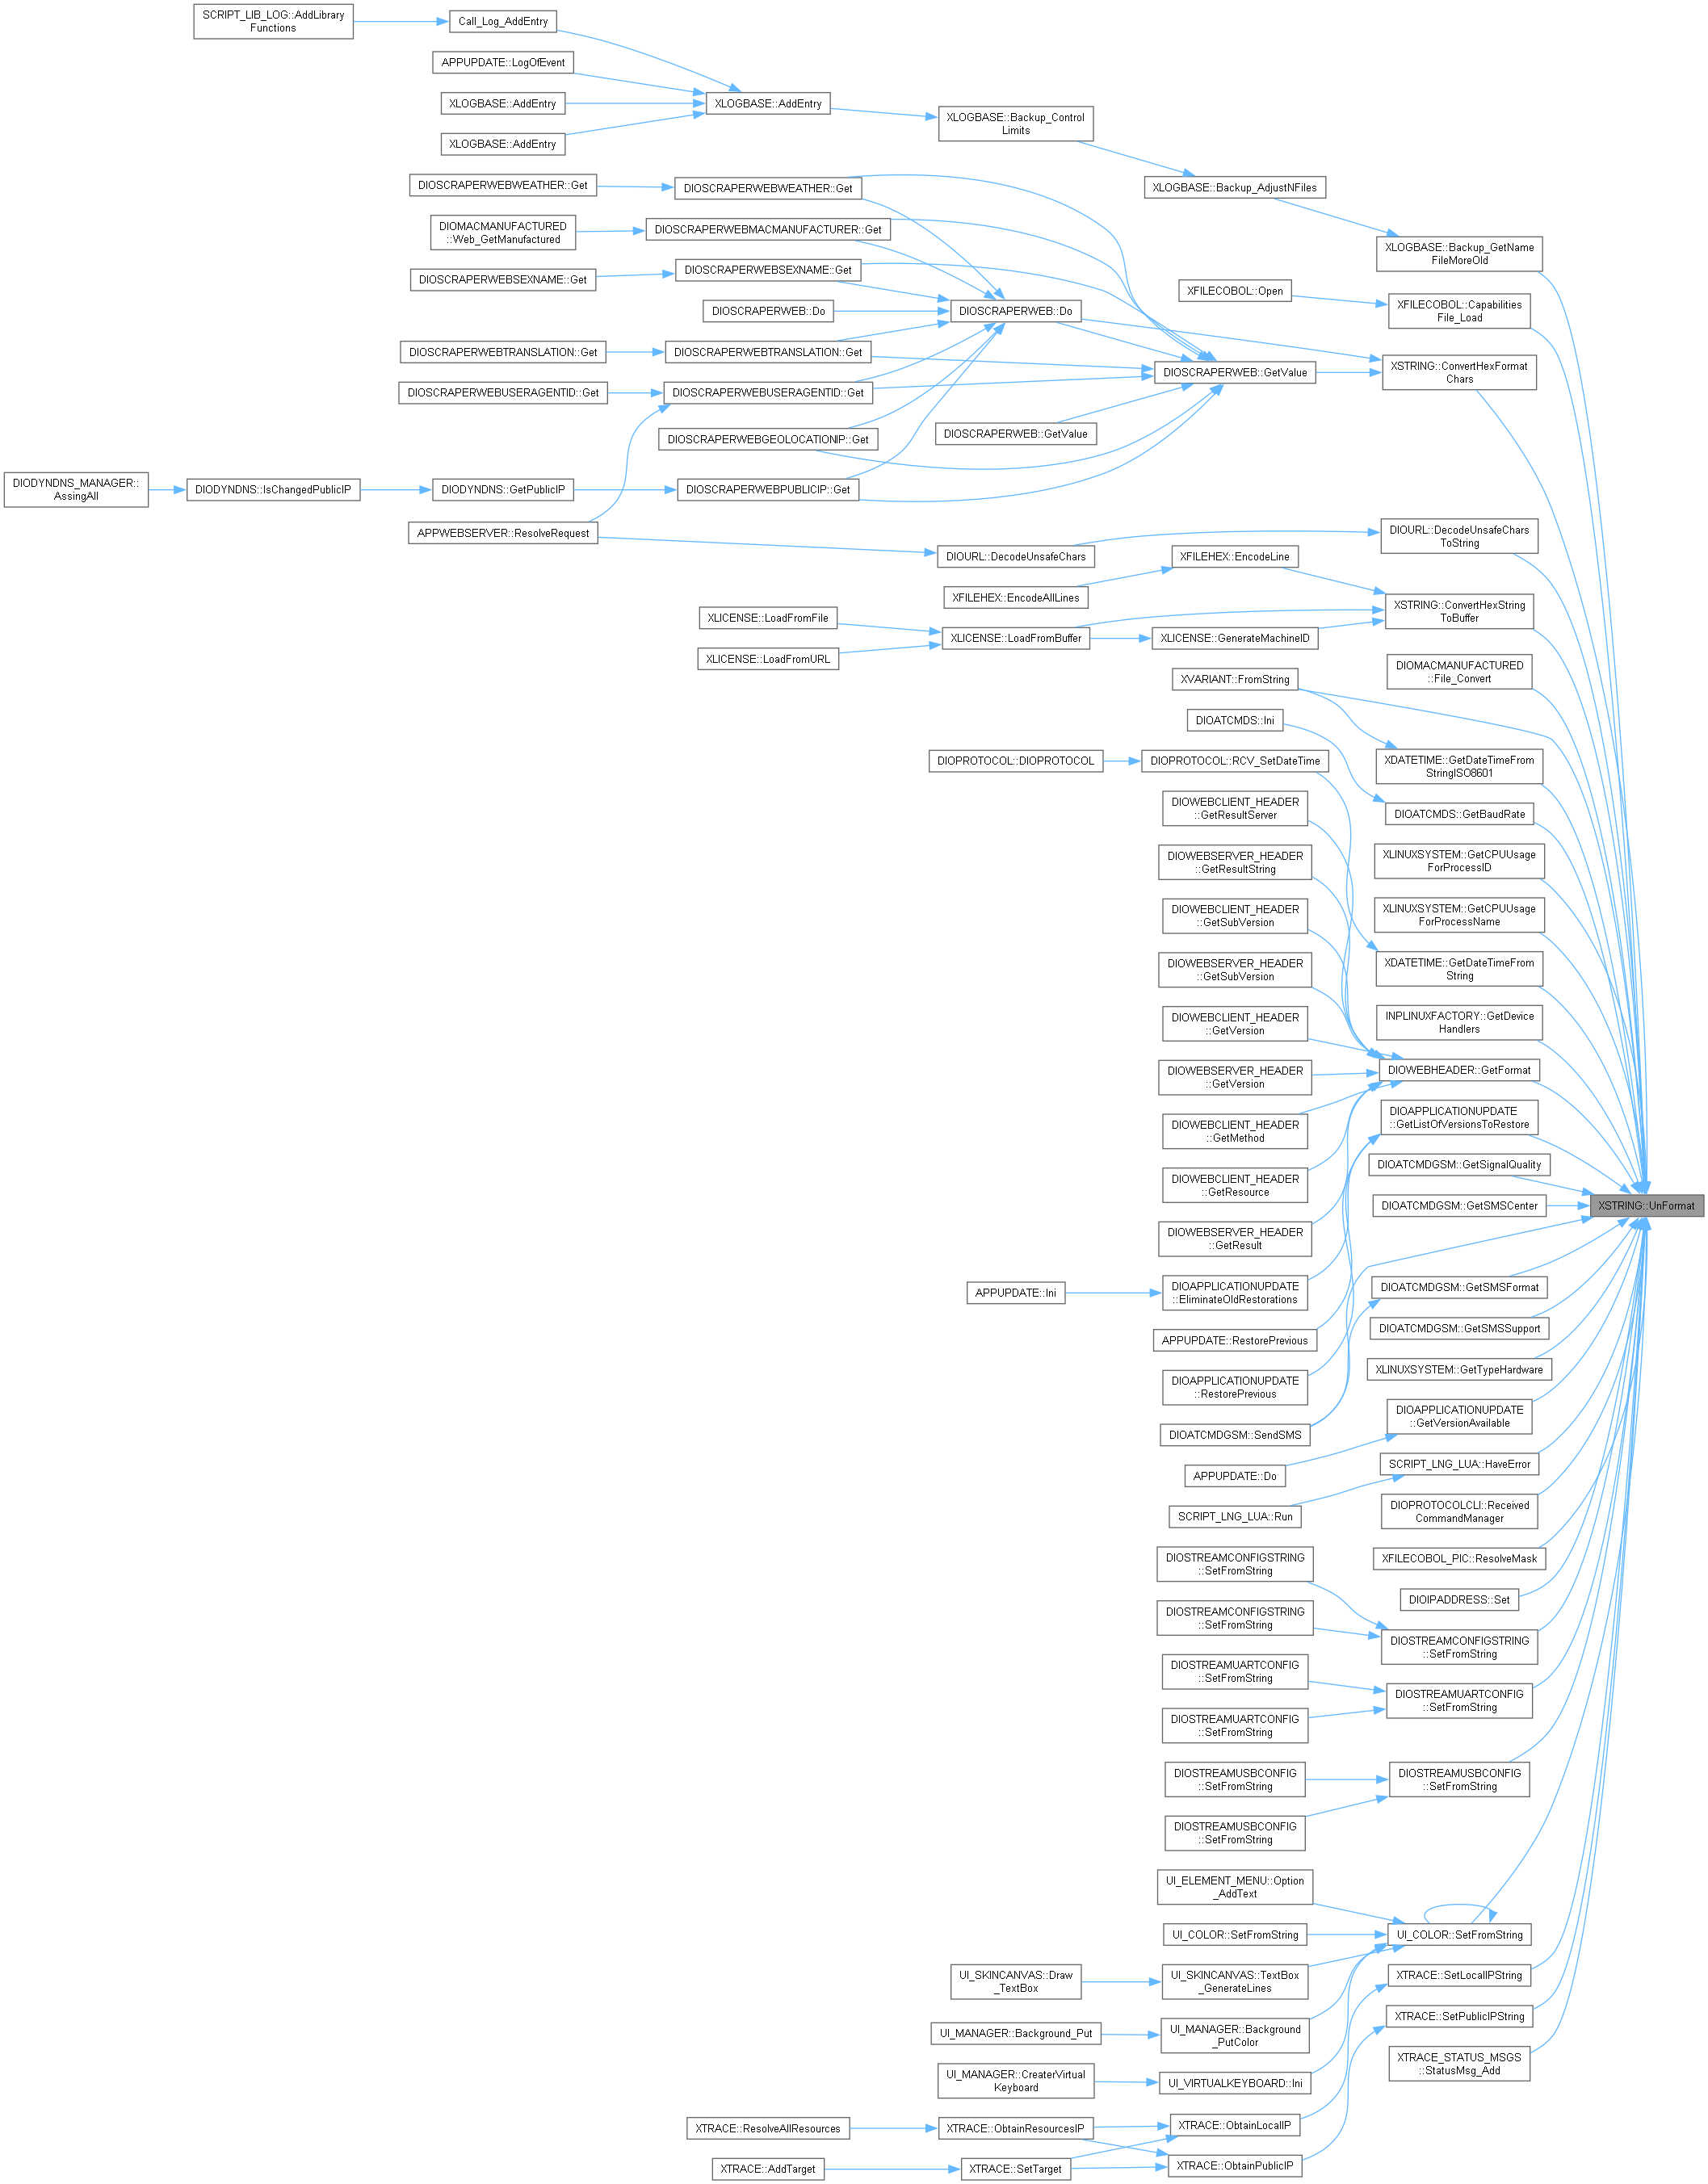 SCRIPT_LIB_LOG::AddLibrary
Functions
Call_Log_AddEntry
APPUPDATE::LogOfEvent
XLOGBASE::AddEntry
XLOGBASE::AddEntry
XLOGBASE::AddEntry
XLOGBASE::Backup_Control
Limits
XLOGBASE::Backup_AdjustNFiles
XLOGBASE::Backup_GetName
FileMoreOld
DIOSCRAPERWEBWEATHER::Get
DIOSCRAPERWEBWEATHER::Get
DIOMACMANUFACTURED
::Web_GetManufactured
DIOSCRAPERWEBMACMANUFACTURER::Get
DIOSCRAPERWEBSEXNAME::Get
DIOSCRAPERWEBSEXNAME::Get
XFILECOBOL::Open
XFILECOBOL::Capabilities
File_Load
DIOSCRAPERWEB::Do
DIOSCRAPERWEB::Do
DIOSCRAPERWEBTRANSLATION::Get
DIOSCRAPERWEBTRANSLATION::Get
DIOSCRAPERWEB::GetValue
XSTRING::ConvertHexFormat
Chars
DIOSCRAPERWEBUSERAGENTID::Get
DIOSCRAPERWEBUSERAGENTID::Get
DIOSCRAPERWEBGEOLOCATIONIP::Get
DIOSCRAPERWEB::GetValue
DIODYNDNS_MANAGER::
AssingAll
DIODYNDNS::IsChangedPublicIP
DIODYNDNS::GetPublicIP
DIOSCRAPERWEBPUBLICIP::Get
APPWEBSERVER::ResolveRequest
DIOURL::DecodeUnsafeChars
DIOURL::DecodeUnsafeChars
ToString
XFILEHEX::EncodeLine
XFILEHEX::EncodeAllLines
XSTRING::ConvertHexString
ToBuffer
XLICENSE::LoadFromFile
XLICENSE::LoadFromBuffer
XLICENSE::GenerateMachineID
XLICENSE::LoadFromURL
DIOMACMANUFACTURED
::File_Convert
XVARIANT::FromString
DIOATCMDS::Ini
XDATETIME::GetDateTimeFrom
StringISO8601
DIOPROTOCOL::DIOPROTOCOL
DIOPROTOCOL::RCV_SetDateTime
DIOATCMDS::GetBaudRate
DIOWEBCLIENT_HEADER
::GetResultServer
XLINUXSYSTEM::GetCPUUsage
ForProcessID
DIOWEBSERVER_HEADER
::GetResultString
XLINUXSYSTEM::GetCPUUsage
ForProcessName
DIOWEBCLIENT_HEADER
::GetSubVersion
XDATETIME::GetDateTimeFrom
String
DIOWEBSERVER_HEADER
::GetSubVersion
INPLINUXFACTORY::GetDevice
Handlers
DIOWEBCLIENT_HEADER
::GetVersion
DIOWEBHEADER::GetFormat
DIOWEBSERVER_HEADER
::GetVersion
DIOAPPLICATIONUPDATE
::GetListOfVersionsToRestore
DIOWEBCLIENT_HEADER
::GetMethod
DIOATCMDGSM::GetSignalQuality
DIOWEBCLIENT_HEADER
::GetResource
DIOATCMDGSM::GetSMSCenter
XSTRING::UnFormat
DIOWEBSERVER_HEADER
::GetResult
APPUPDATE::Ini
DIOAPPLICATIONUPDATE
::EliminateOldRestorations
DIOATCMDGSM::GetSMSFormat
APPUPDATE::RestorePrevious
DIOATCMDGSM::GetSMSSupport
DIOAPPLICATIONUPDATE
::RestorePrevious
XLINUXSYSTEM::GetTypeHardware
DIOATCMDGSM::SendSMS
DIOAPPLICATIONUPDATE
::GetVersionAvailable
APPUPDATE::Do
SCRIPT_LNG_LUA::HaveError
SCRIPT_LNG_LUA::Run
DIOPROTOCOLCLI::Received
CommandManager
XFILECOBOL_PIC::ResolveMask
DIOSTREAMCONFIGSTRING
::SetFromString
DIOIPADDRESS::Set
DIOSTREAMCONFIGSTRING
::SetFromString
DIOSTREAMCONFIGSTRING
::SetFromString
DIOSTREAMUARTCONFIG
::SetFromString
DIOSTREAMUARTCONFIG
::SetFromString
DIOSTREAMUARTCONFIG
::SetFromString
DIOSTREAMUSBCONFIG
::SetFromString
DIOSTREAMUSBCONFIG
::SetFromString
DIOSTREAMUSBCONFIG
::SetFromString
UI_ELEMENT_MENU::Option
_AddText
UI_COLOR::SetFromString
UI_COLOR::SetFromString
UI_SKINCANVAS::Draw
_TextBox
UI_SKINCANVAS::TextBox
_GenerateLines
XTRACE::SetLocalIPString
UI_MANAGER::Background_Put
UI_MANAGER::Background
_PutColor
XTRACE::SetPublicIPString
XTRACE_STATUS_MSGS
::StatusMsg_Add
UI_MANAGER::CreaterVirtual
Keyboard
UI_VIRTUALKEYBOARD::Ini
XTRACE::ResolveAllResources
XTRACE::ObtainResourcesIP
XTRACE::ObtainLocalIP
XTRACE::AddTarget
XTRACE::SetTarget
XTRACE::ObtainPublicIP